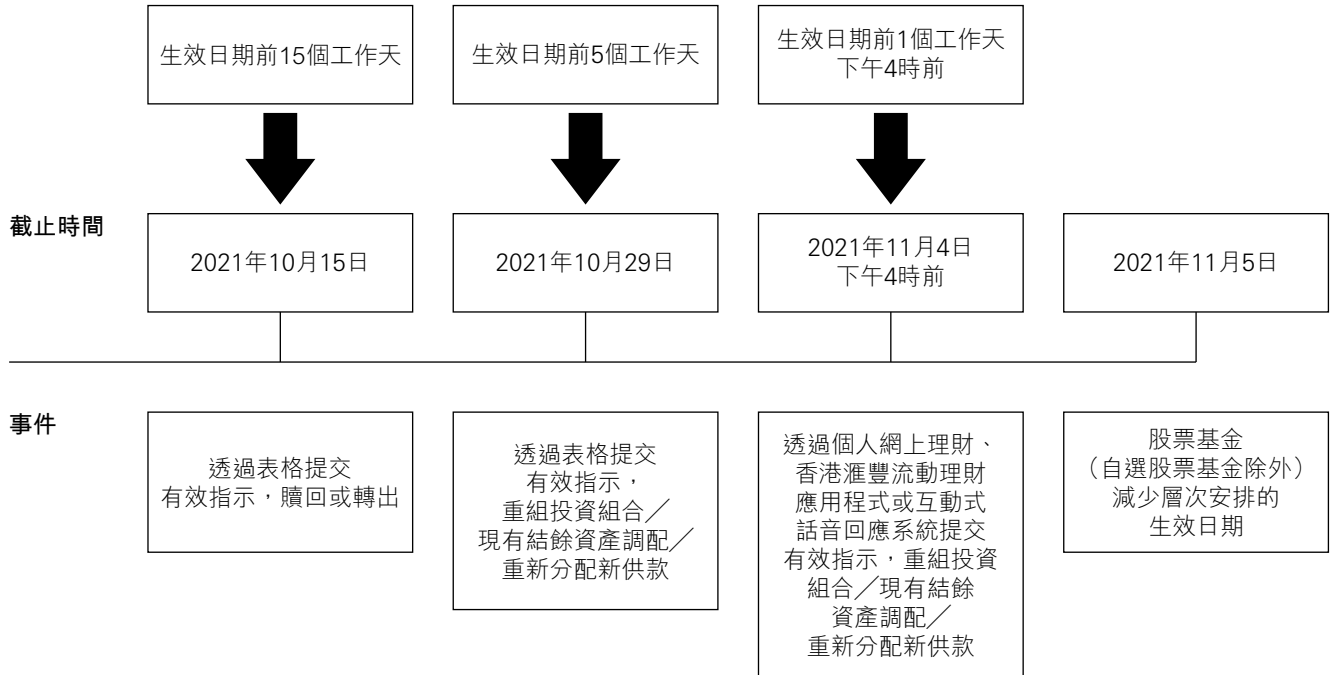 生效日期前15個工作天
生效日期前5個工作天
生效日期前1個工作天
下午4時前
截止時間
2021年10月15日
2021年10月29日
2021年11月4日
下午4時前
2021年11月5日
事件
透過表格提交
有效指示，贖回或轉出
透過表格提交
有效指示，
重組投資組合╱
現有結餘資產調配╱
重新分配新供款
透過個人網上理財、
香港滙豐流動理財
應用程式或互動式
話音回應系統提交
有效指示，重組投資
組合╱現有結餘
資產調配╱
重新分配新供款
股票基金
（自選股票基金除外）
減少層次安排的
生效日期